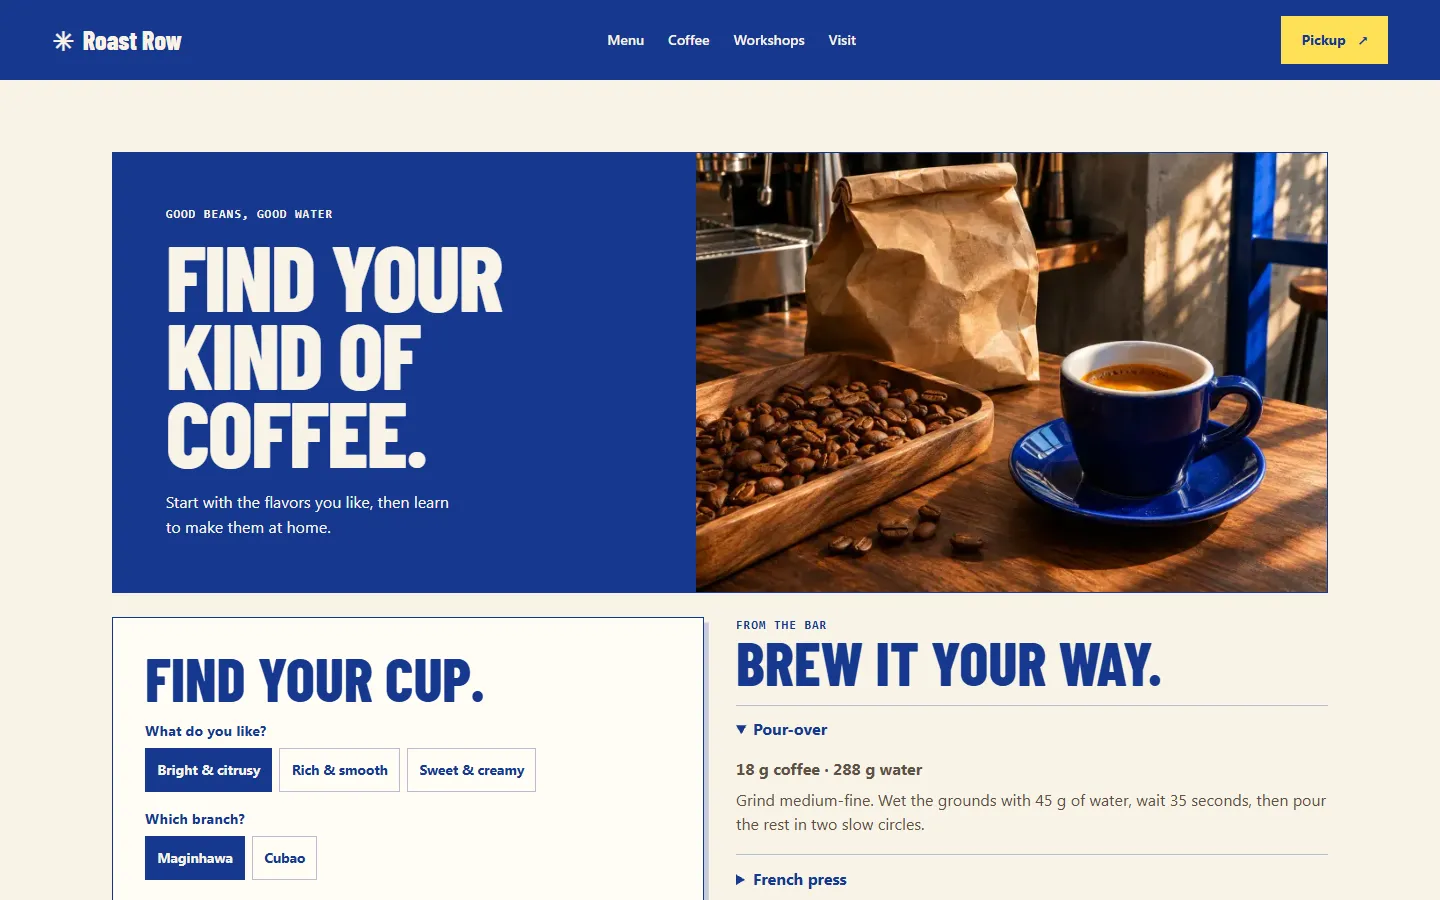 Roast Row
Menu
Coffee
Workshops
Visit
Pickup ↗
GOOD BEANS, GOOD WATER
FIND YOUR
KIND OF
COFFEE.
Start with the flavors you like, then learn
to make them at home.
FIND YOUR CUP.
What do you like?
Bright & citrusy
Rich & smooth
Sweet & creamy
Which branch?
Maginhawa
Cubao
FROM THE BAR
BREW IT YOUR WAY.
Pour-over
18 g coffee · 288 g water
Grind medium-fine. Wet the grounds with 45 g of water, wait 35 seconds, then pour
the rest in two slow circles.
French press